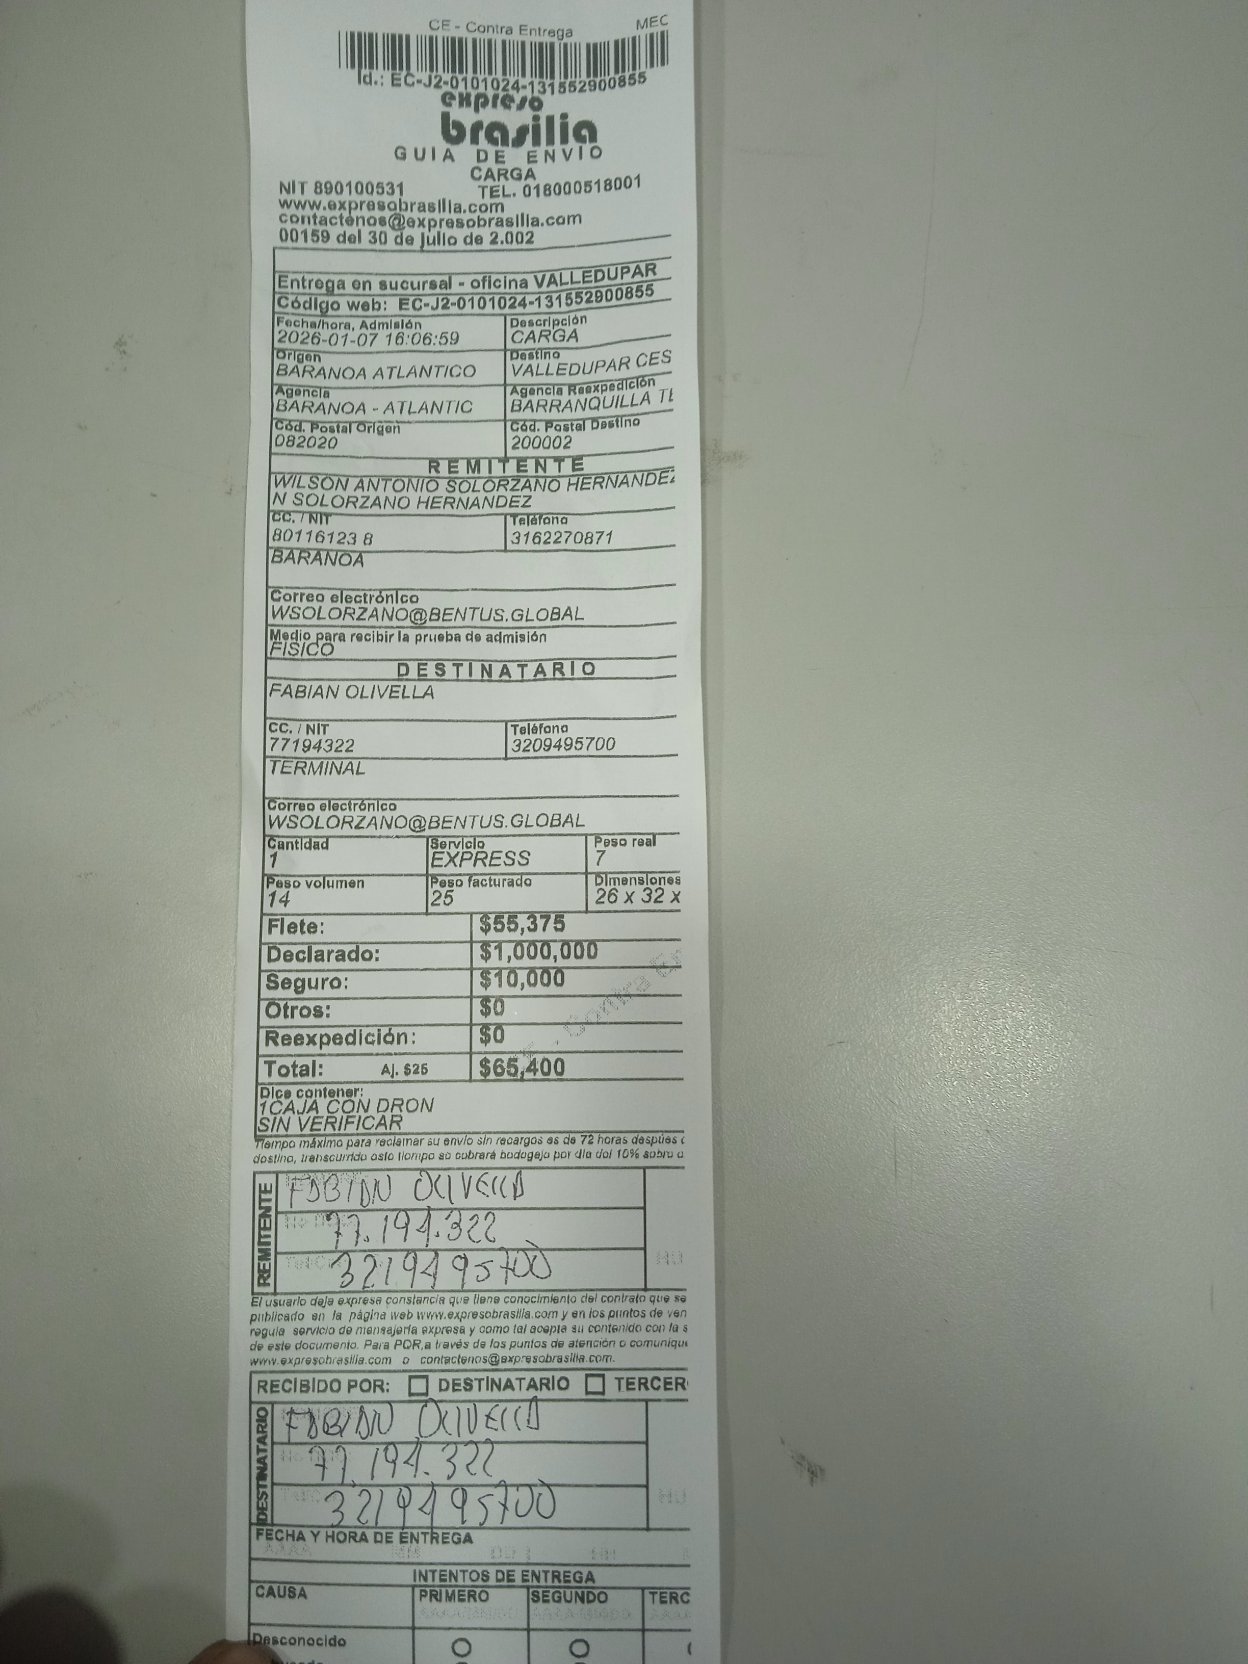 CE - Contra Entrega MEC
Id.: EC-J2-0101024-131552900855
expreso
brasilia
GUIA DE ENVIO
CARGA
NIT 890100531 TEL. 018000518001
www.expresobrasilia.com
contactenos@expresobrasilia.com
00159 del 30 de julio de 2.002
Entrega en sucursal - oficina VALLEDUPAR
Código web: EC-J2-0101024-131552900855
Fecha/hora, Admisión Descripción
2026-01-07 16:06:59 CARGA
Origen Destino
BARANOA ATLANTICO VALLEDUPAR CES
Agencia Agencia Reexpedición
BARANOA - ATLANTIC BARRANQUILLA TE
Cód. Postal Origen Cód. Postal Destino
082020 200002
REMITENTE
WILSON ANTONIO SOLORZANO HERNANDEZ
N SOLORZANO HERNANDEZ
CC. / NIT Teléfono
80116123 8 3162270871
BARANOA
Correo electrónico
WSOLORZANO@BENTUS.GLOBAL
Medio para recibir la prueba de admisión
FISICO
DESTINATARIO
FABIAN OLIVELLA
CC. / NIT Teléfono
77194322 3209495700
TERMINAL
Correo electrónico
WSOLORZANO@BENTUS.GLOBAL
Cantidad Servicio Peso real
1 EXPRESS 7
Peso volumen Peso facturado Dimensiones
14 25 26 x 32 x
Flete: $55,375
Declarado: $1,000,000
Seguro: $10,000
Otros: $0
Reexpedición: $0
Total: Aj. $25 $65,400
Dice contener:
1CAJA CON DRON
SIN VERIFICAR
Tiempo máximo para reclamar su envío sin recargos es de 72 horas después
destino, transcurrido este tiempo se cobrará bodegaje por día del 10% sobre
REMITENTE
FABIAN OLIVELLA
77.194.322
3219495700
El usuario deja expresa constancia que tiene conocimiento del contrato que se
publicado en la página web www.expresobrasilia.com y en los puntos de ven
regula servicio de mensajería expresa y como tal acepta su contenido con la s
de este documento. Para PQR,a través de los puntos de atención o comuniqu
www.expresobrasilia.com o contactenos@expresobrasilia.com.
RECIBIDO POR: DESTINATARIO TERCER
DESTINATARIO
FABIAN OLIVELLA
77.194.322
3219495700
FECHA Y HORA DE ENTREGA
INTENTOS DE ENTREGA
CAUSA PRIMERO SEGUNDO TERC
Desconocido